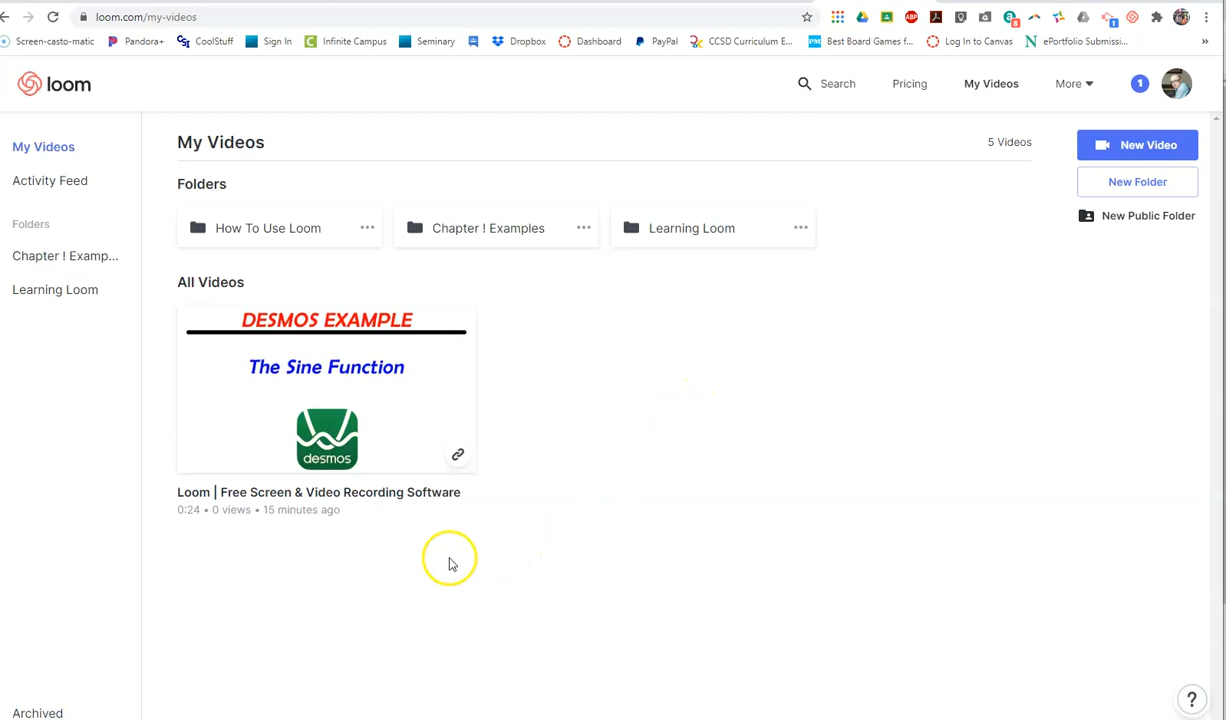 loom.com/my-videos
Screen-casto-matic Pandora+ CoolStuff Sign In Infinite Campus Seminary Dropbox Dashboard PayPal CCSD Curriculum E... Best Board Games f... Log In to Canvas ePortfolio Submissi... »
loom Search Pricing My Videos More 1
My Videos
Activity Feed
Folders
Chapter ! Examp...
Learning Loom
Archived
My Videos 5 Videos
Folders
How To Use Loom ••• Chapter ! Examples ••• Learning Loom •••
All Videos
DESMOS EXAMPLE
The Sine Function
desmos
Loom | Free Screen & Video Recording Software
0:24 • 0 views • 15 minutes ago
New Video
New Folder
New Public Folder
?